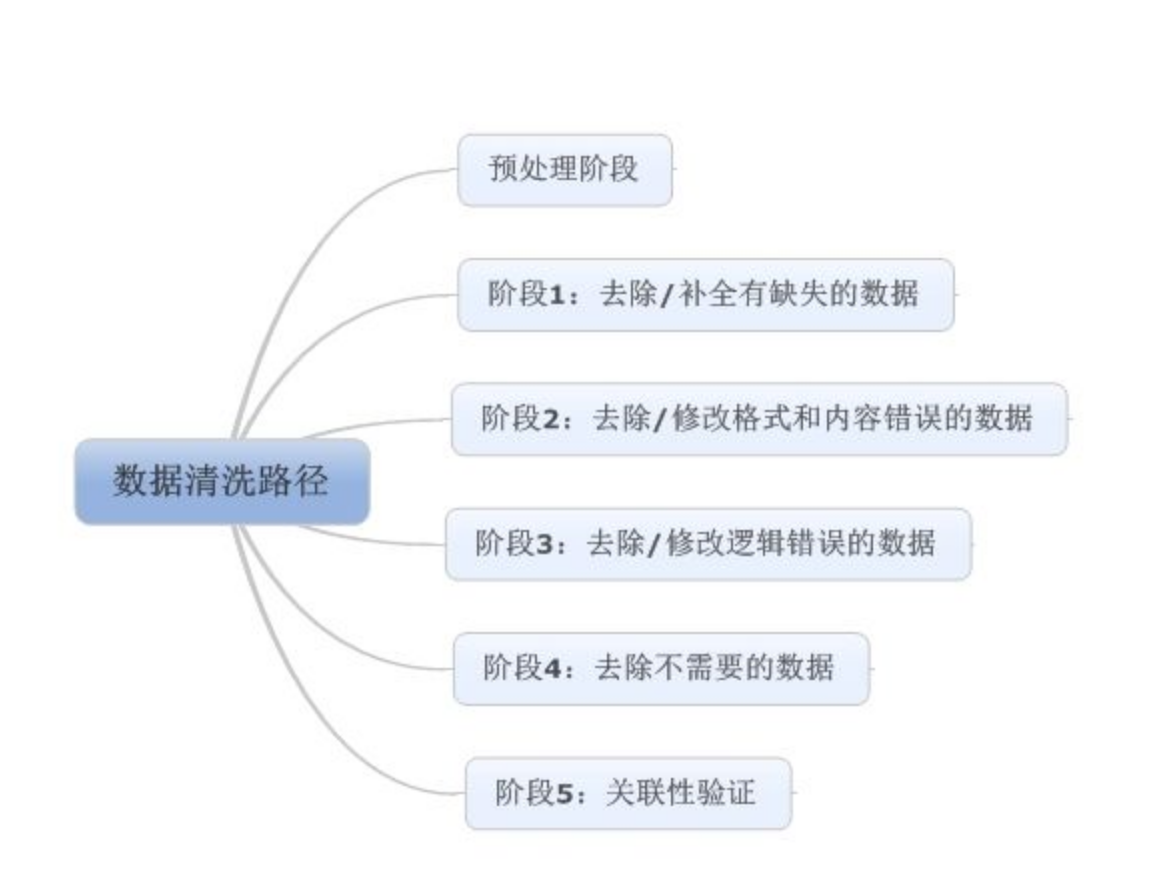 预处理阶段
阶段1：去除/补全有缺失的数据
阶段2：去除/修改格式和内容错误的数据
数据清洗路径
阶段3：去除/修改逻辑错误的数据
阶段4：去除不需要的数据
阶段5：关联性验证